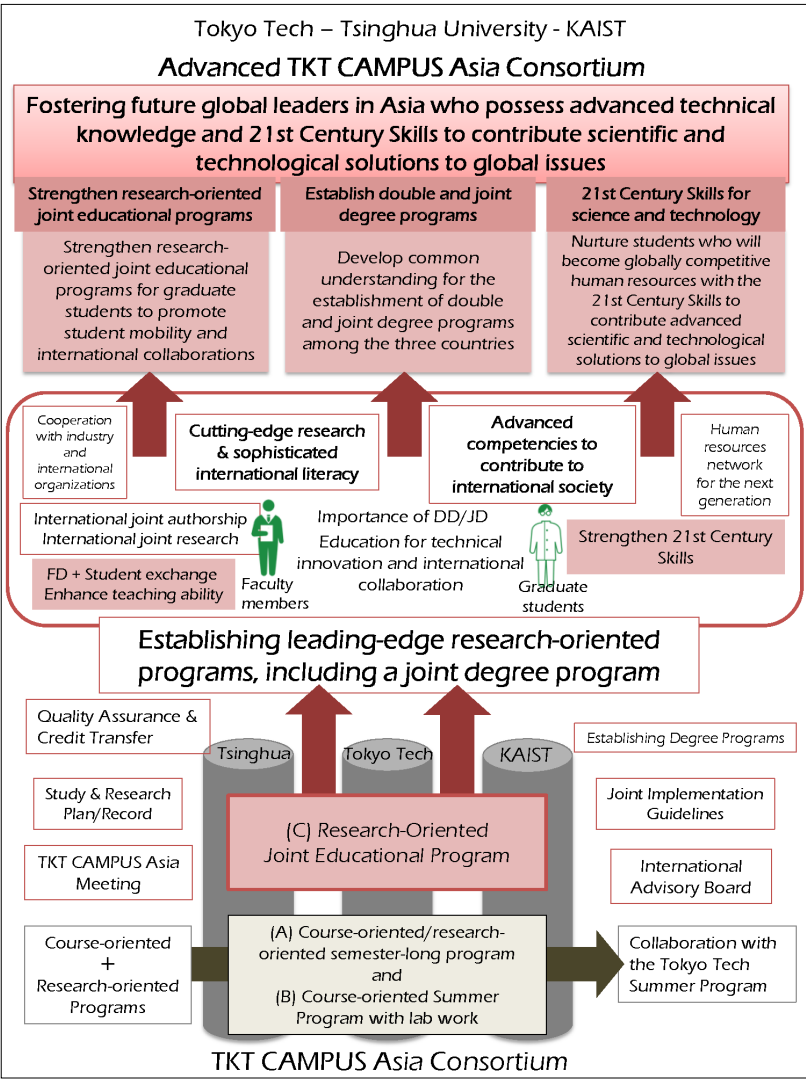 Tokyo Tech – Tsinghua University - KAIST
Advanced TKT CAMPUS Asia Consortium
Fostering future global leaders in Asia who possess advanced technical
knowledge and 21st Century Skills to contribute scientific and
technological solutions to global issues
Strengthen research-oriented
joint educational programs
Strengthen research-
oriented joint educational
programs for graduate
students to promote
student mobility and
international collaborations
Establish double and joint
degree programs
Develop common
understanding for the
establishment of double
and joint degree programs
among the three countries
21st Century Skills for
science and technology
Nurture students who will
become globally competitive
human resources with the
21st Century Skills to
contribute advanced
scientific and technological
solutions to global issues
Cooperation
with industry
and
international
organizations
Cutting-edge research
& sophisticated
international literacy
Advanced
competencies to
contribute to
international society
Human
resources
network
for the next
generation
International joint authorship
International joint research
FD + Student exchange
Enhance teaching ability
Faculty
members
Importance of DD/JD
Education for technical
innovation and international
collaboration
Graduate
students
Strengthen 21st Century
Skills
Establishing leading-edge research-oriented
programs, including a joint degree program
Quality Assurance &
Credit Transfer
Study & Research
Plan/Record
TKT CAMPUS Asia
Meeting
Course-oriented
+
Research-oriented
Programs
Tsinghua
Tokyo Tech
KAIST
(C) Research-Oriented
Joint Educational Program
(A) Course-oriented/research-
oriented semester-long program
and
(B) Course-oriented Summer
Program with lab work
Establishing Degree Programs
Joint Implementation
Guidelines
International
Advisory Board
Collaboration with
the Tokyo Tech
Summer Program
TKT CAMPUS Asia Consortium